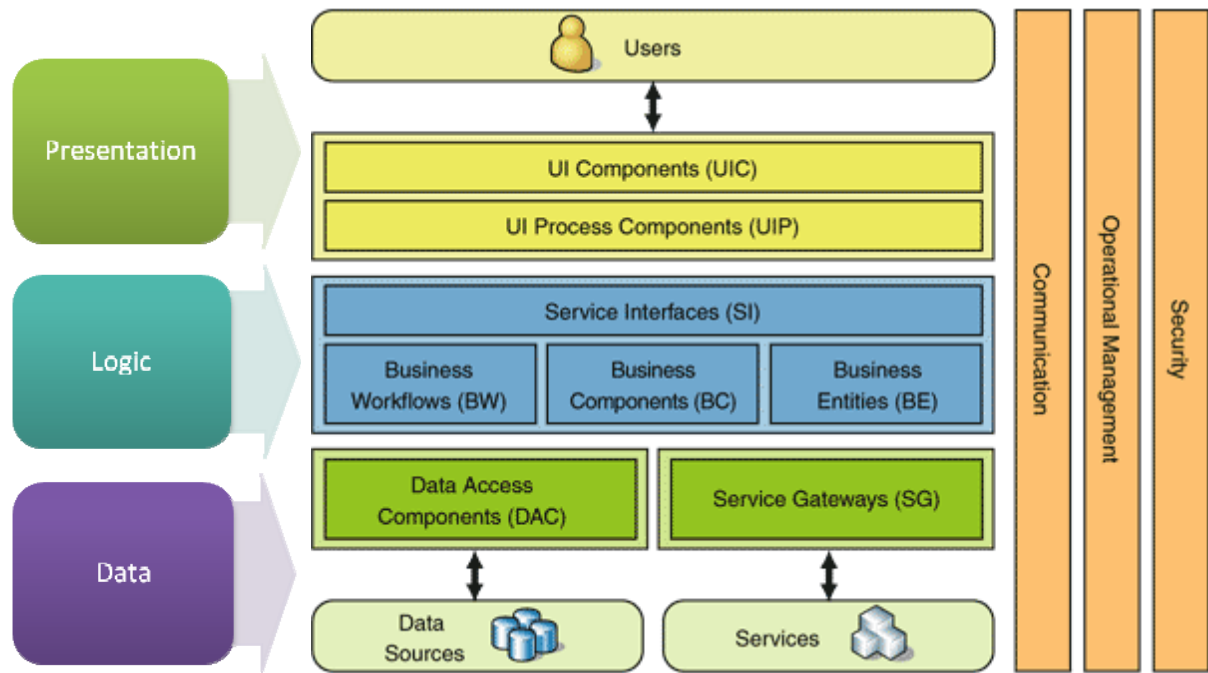 Presentation
Logic
Data
Users
UI Components (UIC)
UI Process Components (UIP)
Service Interfaces (SI)
Business
Workflows (BW)
Business
Components (BC)
Business
Entities (BE)
Data Access
Components (DAC)
Service Gateways (SG)
Data
Sources
Services
Communication
Operational Management
Security